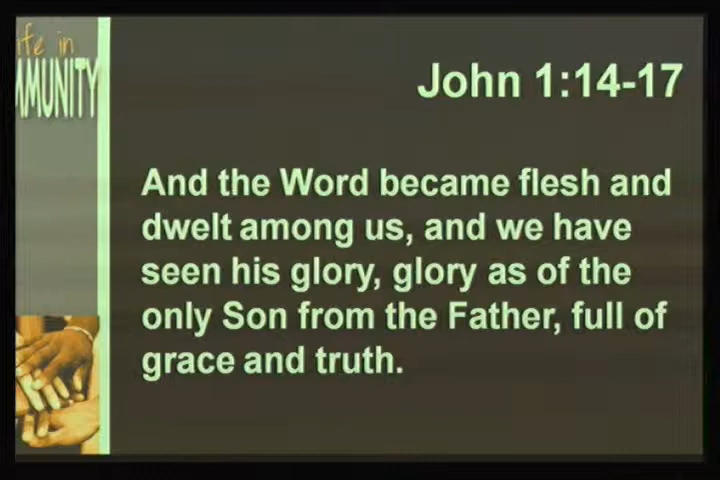 ife in
MMUNITY
John 1:14-17
And the Word became flesh and
dwelt among us, and we have
seen his glory, glory as of the
only Son from the Father, full of
grace and truth.